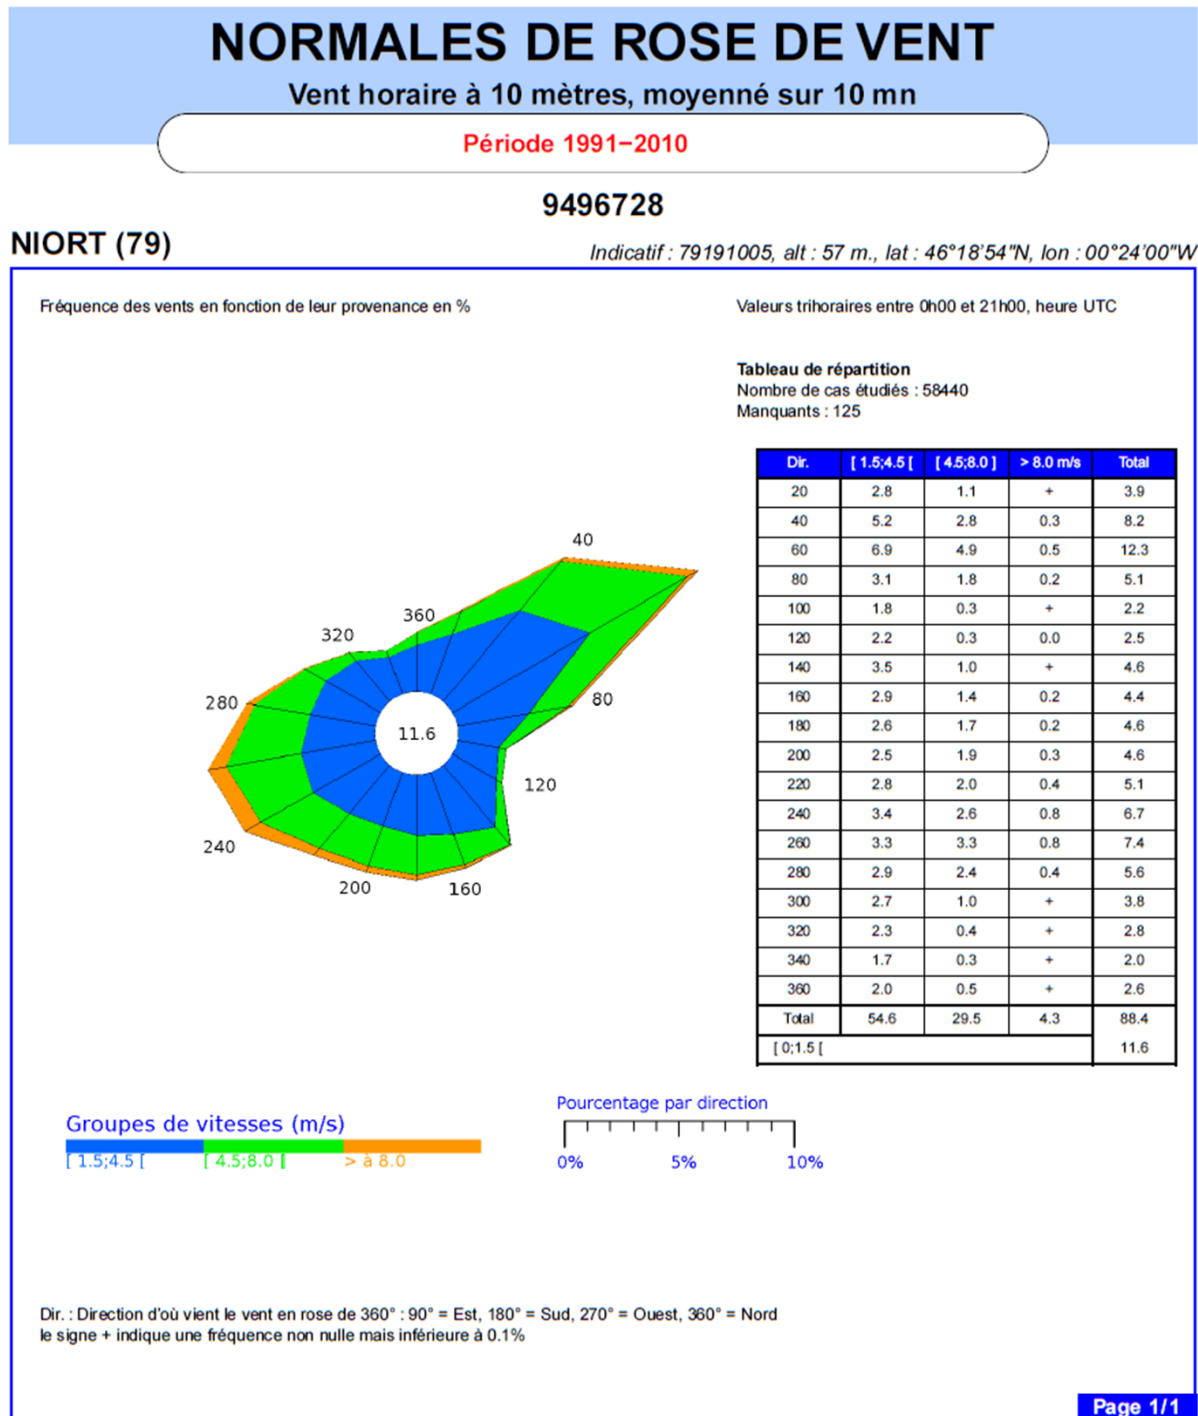 NORMALES DE ROSE DE VENT
Vent horaire à 10 mètres, moyenné sur 10 mn
Période 1991−2010
9496728
NIORT (79)
Indicatif : 79191005, alt : 57 m., lat : 46°18'54"N, lon : 00°24'00"W
Fréquence des vents en fonction de leur provenance en %
Valeurs trihoraires entre 0h00 et 21h00, heure UTC
Tableau de répartition
Nombre de cas étudiés : 58440
Manquants : 125
Dir. [ 1.5;4.5 [ [ 4.5;8.0 ] > 8.0 m/s Total
20 2.8 1.1 + 3.9
40 5.2 2.8 0.3 8.2
60 6.9 4.9 0.5 12.3
80 3.1 1.8 0.2 5.1
100 1.8 0.3 + 2.2
120 2.2 0.3 0.0 2.5
140 3.5 1.0 + 4.6
160 2.9 1.4 0.2 4.4
180 2.6 1.7 0.2 4.6
200 2.5 1.9 0.3 4.6
220 2.8 2.0 0.4 5.1
240 3.4 2.6 0.8 6.7
260 3.3 3.3 0.8 7.4
280 2.9 2.4 0.4 5.6
300 2.7 1.0 + 3.8
320 2.3 0.4 + 2.8
340 1.7 0.3 + 2.0
360 2.0 0.5 + 2.6
Total 54.6 29.5 4.3 88.4
[ 0;1.5 [ 11.6
40
360
320
280
80
11.6
120
240
200
160
Groupes de vitesses (m/s)
[ 1.5;4.5 [ [ 4.5;8.0 [ > à 8.0
Pourcentage par direction
0% 5% 10%
Dir. : Direction d'où vient le vent en rose de 360° : 90° = Est, 180° = Sud, 270° = Ouest, 360° = Nord
le signe + indique une fréquence non nulle mais inférieure à 0.1%
Page 1/1